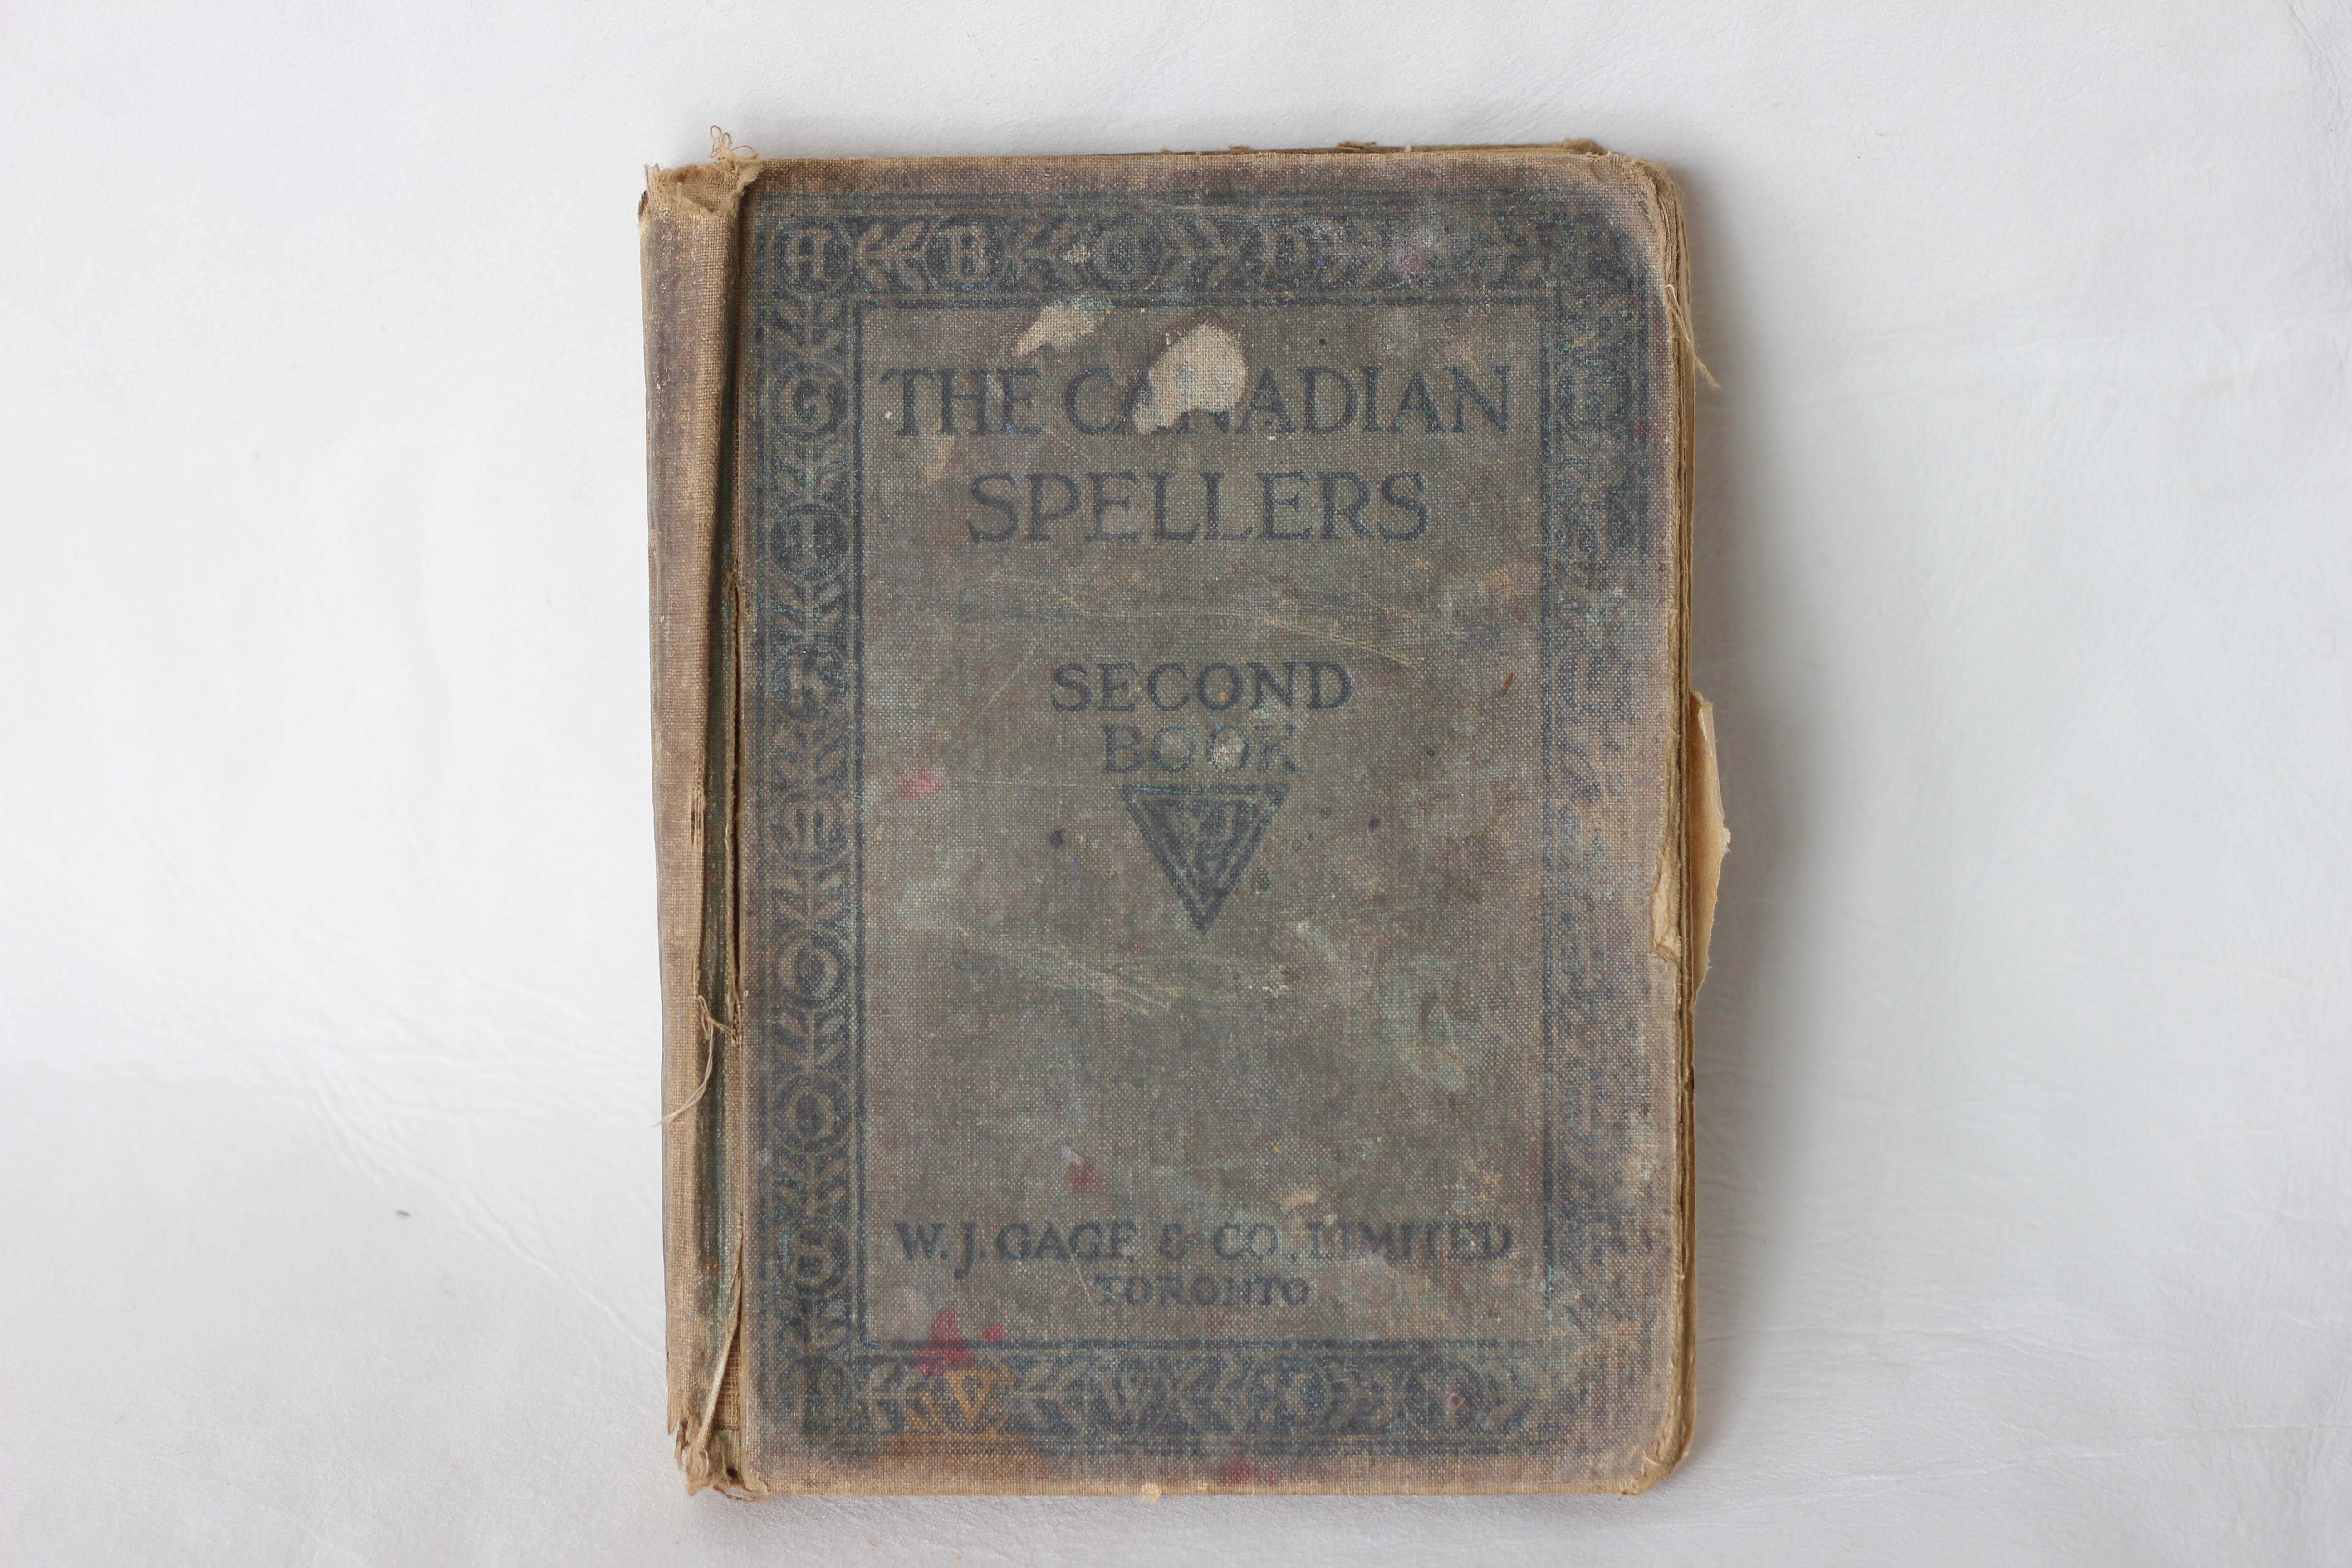 A B C D
THE CANADIAN
SPELLERS
SECOND
BOOK
W. J. GAGE & CO., LIMITED
TORONTO